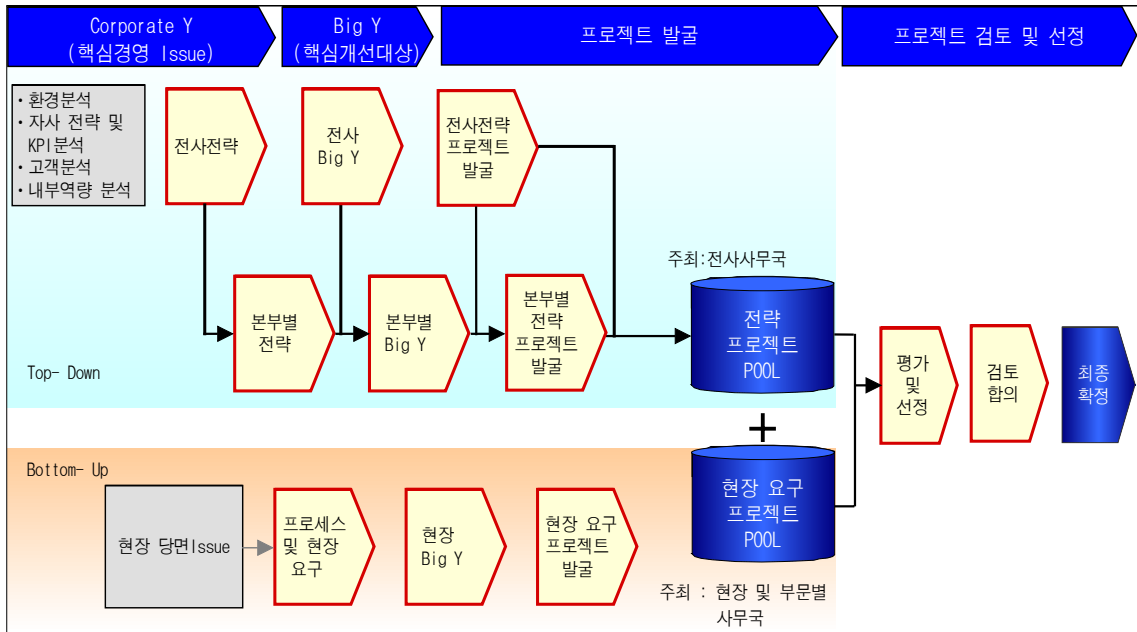 Corporate Y
(핵심경영 Issue)
Big Y
(핵심개선대상)
프로젝트 발굴
프로젝트 검토 및 선정
・환경분석
・자사 전략 및
KPI분석
・고객분석
・내부역량 분석
전사전략
전사
Big Y
전사전략
프로젝트
발굴
주최:전사사무국
본부별
전략
본부별
Big Y
본부별
전략
프로젝트
발굴
전략
프로젝트
POOL
Top- Down
평가
및
선정
검토
합의
최종
확정
+
Bottom- Up
현장 당면Issue
프로세스
및 현장
요구
현장
Big Y
현장 요구
프로젝트
발굴
현장 요구
프로젝트
POOL
주최 : 현장 및 부문별
사무국